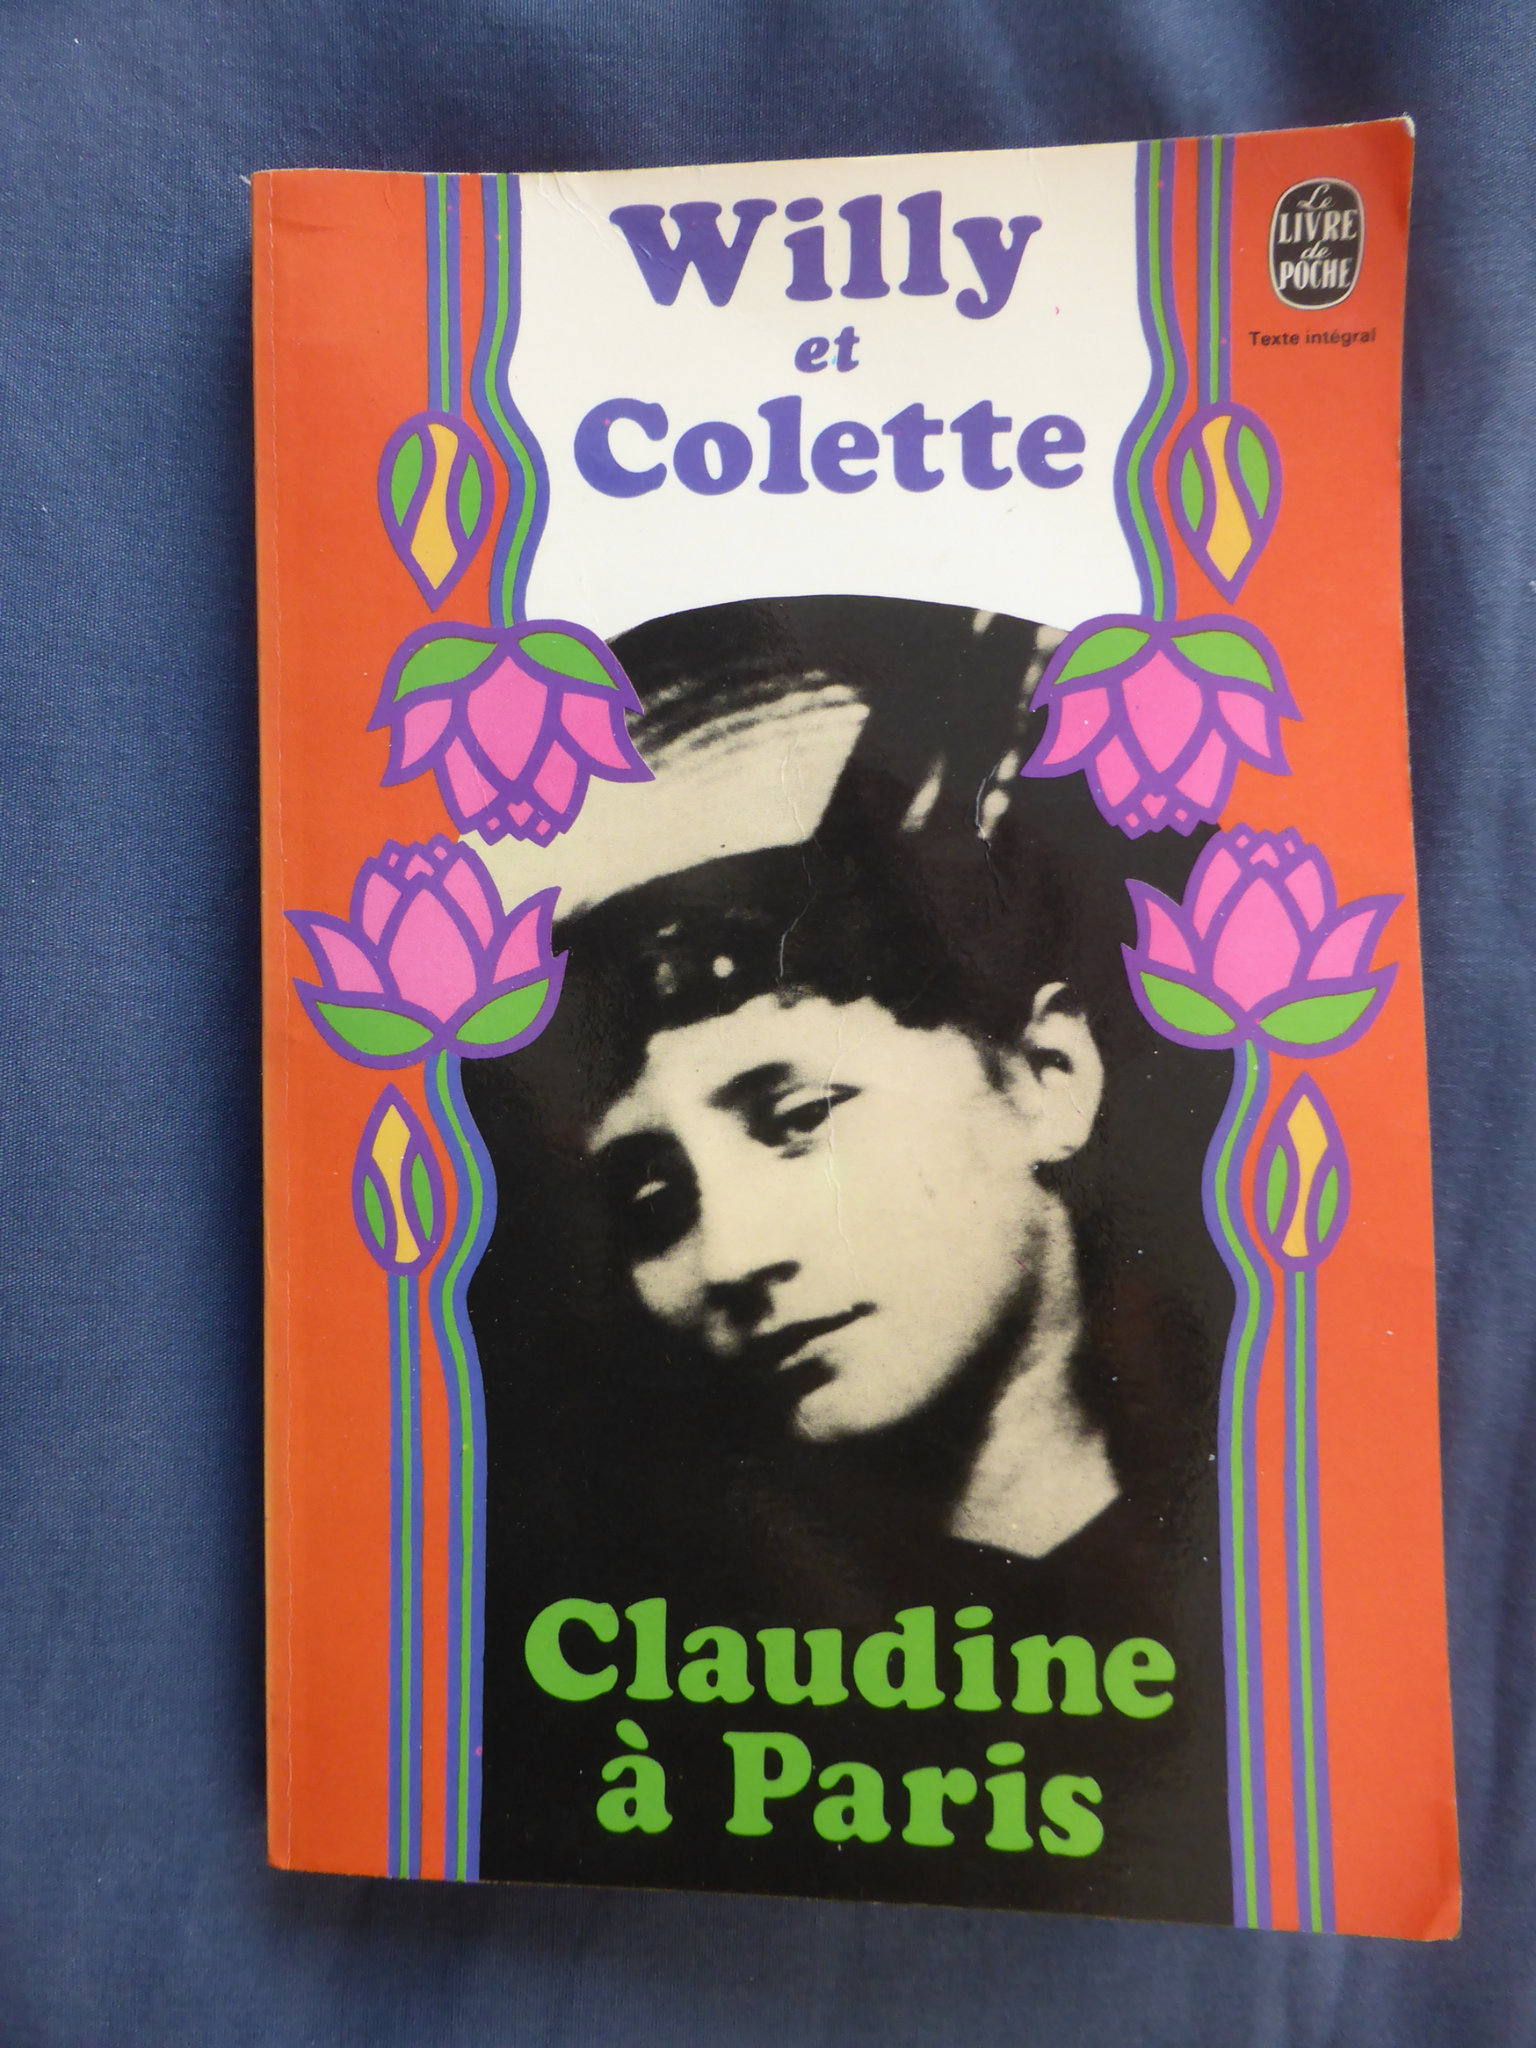 Willy
et
Colette
Le
LIVRE
de
POCHE
Texte intégral
Claudine
à Paris